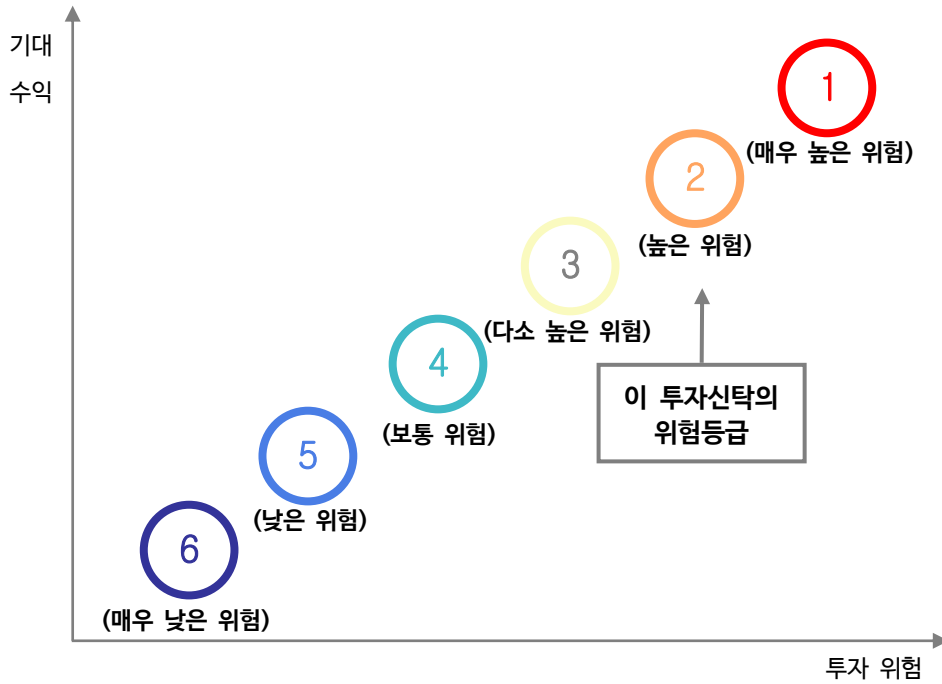 기대
수익
1
(매우 높은 위험)
2
(높은 위험)
3
(다소 높은 위험)
4
(보통 위험)
이 투자신탁의
위험등급
5
(낮은 위험)
6
(매우 낮은 위험)
투자 위험